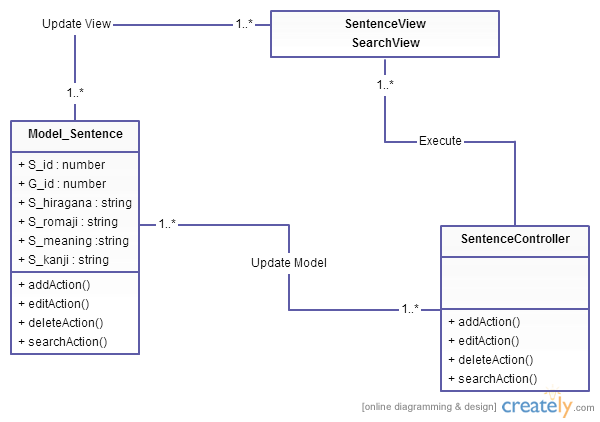 Update View
1..*
SentenceView
SearchView
1..*
1..*
Execute
Model_Sentence
+ S_id : number
+ G_id : number
+ S_hiragana : string
+ S_romaji : string
+ S_meaning :string
+ S_kanji : string
+ addAction()
+ editAction()
+ deleteAction()
+ searchAction()
1..*
Update Model
1..*
SentenceController
+ addAction()
+ editAction()
+ deleteAction()
+ searchAction()
[online diagramming & design] creately.com